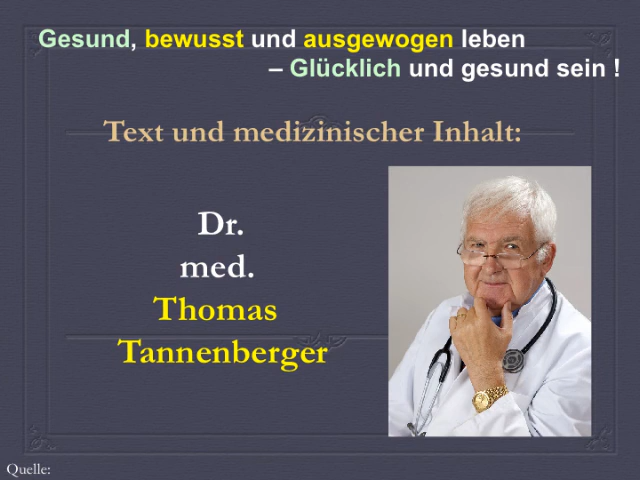 Gesund, bewusst und ausgewogen leben
– Glücklich und gesund sein !
Text und medizinischer Inhalt:
Dr.
med.
Thomas
Tannenberger
Quelle: